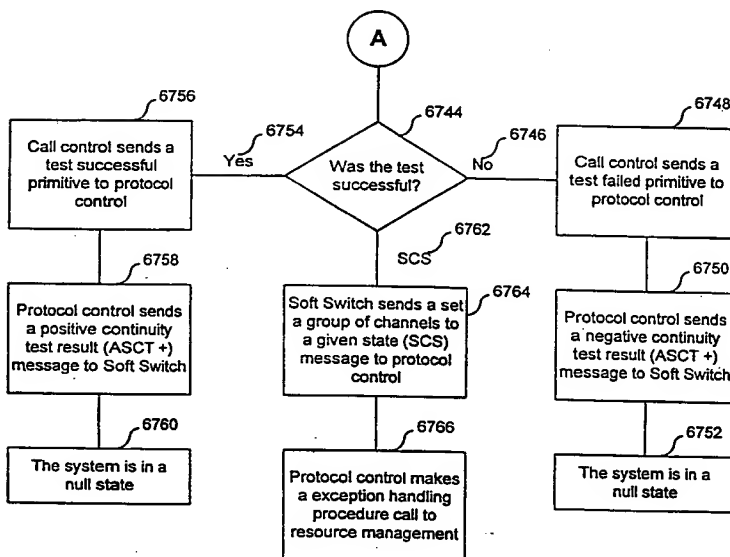 A
6756
6754
6744
6746
6748
Call control sends a
test successful
primitive to protocol
control
Yes
Was the test
successful?
No
Call control sends a
test failed primitive to
protocol control
6762
SCS
6758
6764
6750
Protocol control sends
a positive continuity
test result (ASCT +)
message to Soft Switch
Soft Switch sends a set
a group of channels to
a given state (SCS)
message to protocol
control
Protocol control sends
a negative continuity
test result (ASCT +)
message to Soft Switch
6760
6766
6752
The system is in a
null state
Protocol control makes
a exception handling
procedure call to
resource management
The system is in a
null state